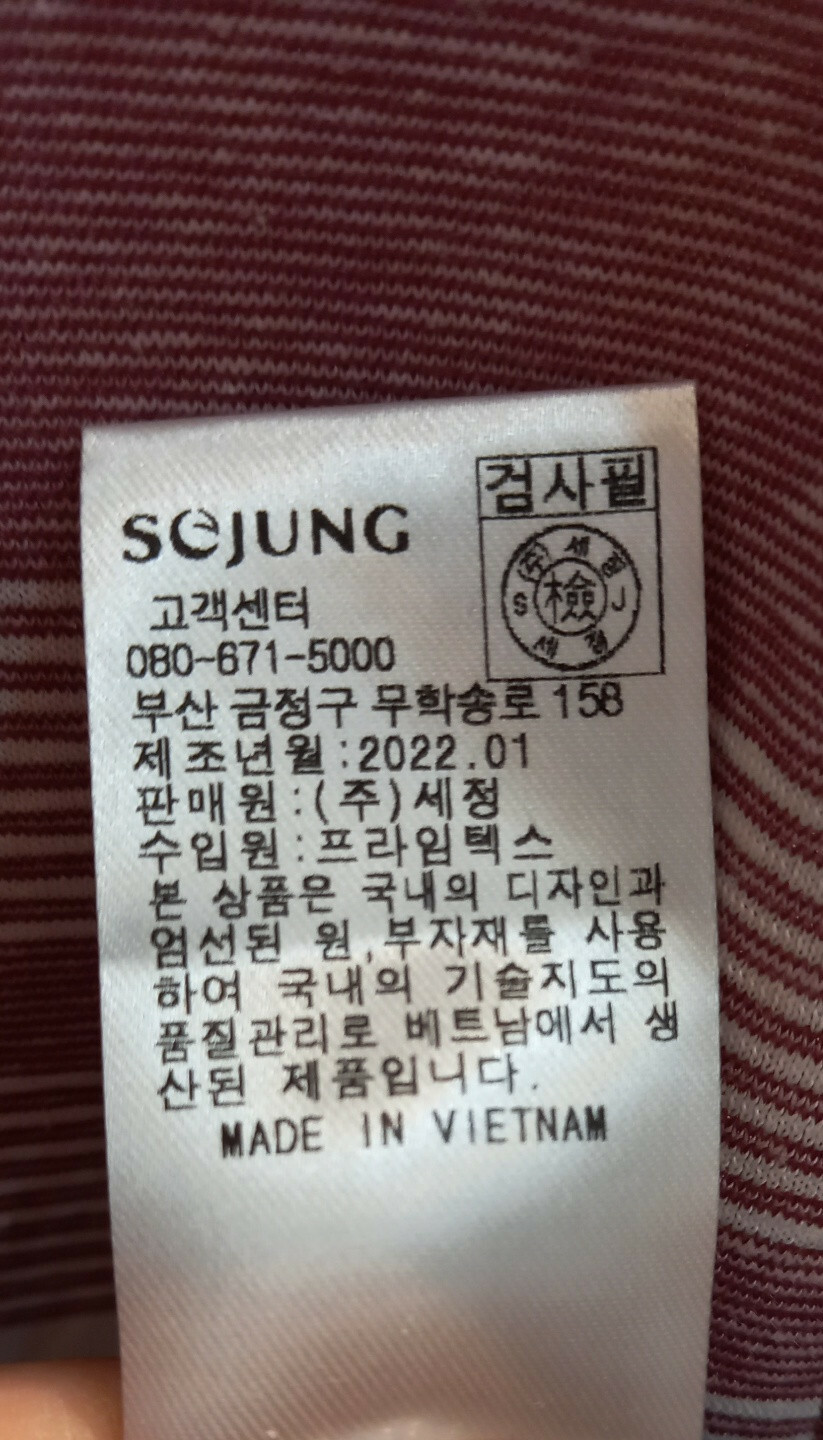 SEJUNG
검사필
(주) 세정
S 檢 J
세정
고객센터
080-671-5000
부산 금정구 무학송로 158
제조년월:2022.01
판매원:(주)세정
수입원:프라임텍스
본 상품은 국내의 디자인과
엄선된 원,부자재를 사용
하여 국내의 기술지도의
품질관리로 베트남에서 생
산된 제품입니다.
MADE IN VIETNAM